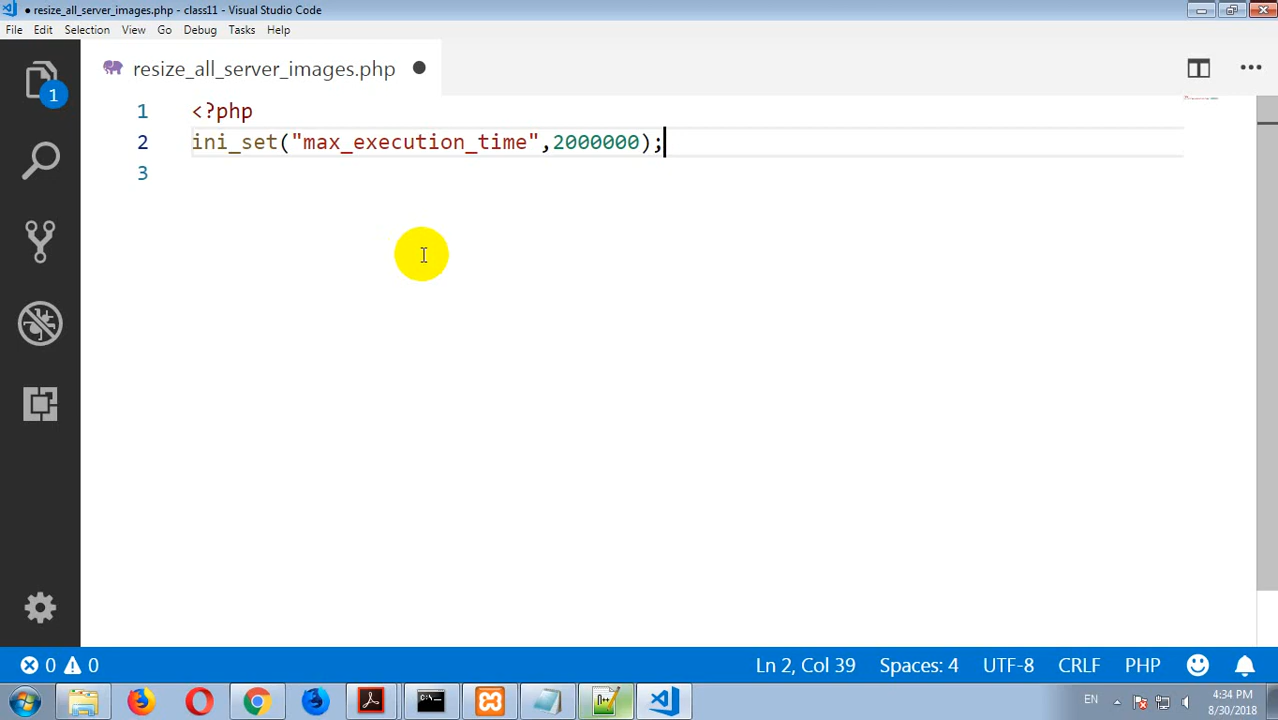 ● resize_all_server_images.php - class11 - Visual Studio Code
File Edit Selection View Go Debug Tasks Help
1
resize_all_server_images.php
1 <?php
2 ini_set("max_execution_time",2000000);
3
0 0 Ln 2, Col 39 Spaces: 4 UTF-8 CRLF PHP
EN 4:34 PM
8/30/2018